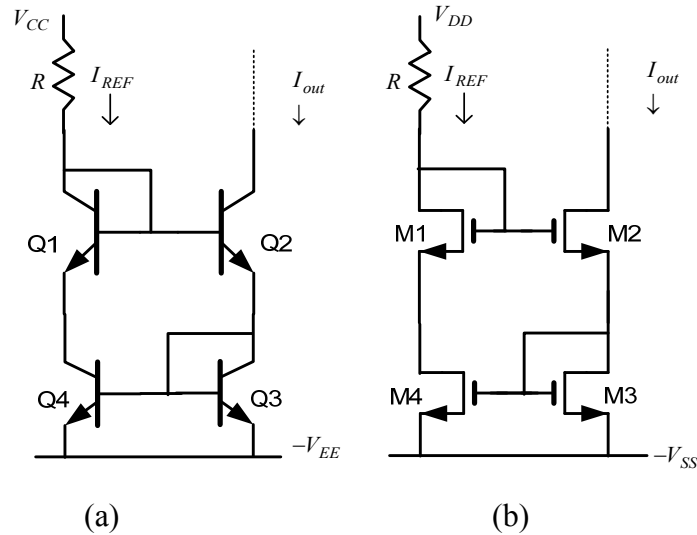 V_CC
R
I_REF
I_out
Q1
Q2
Q4
Q3
–V_EE
(a)
V_DD
R
I_REF
I_out
M1
M2
M4
M3
–V_SS
(b)